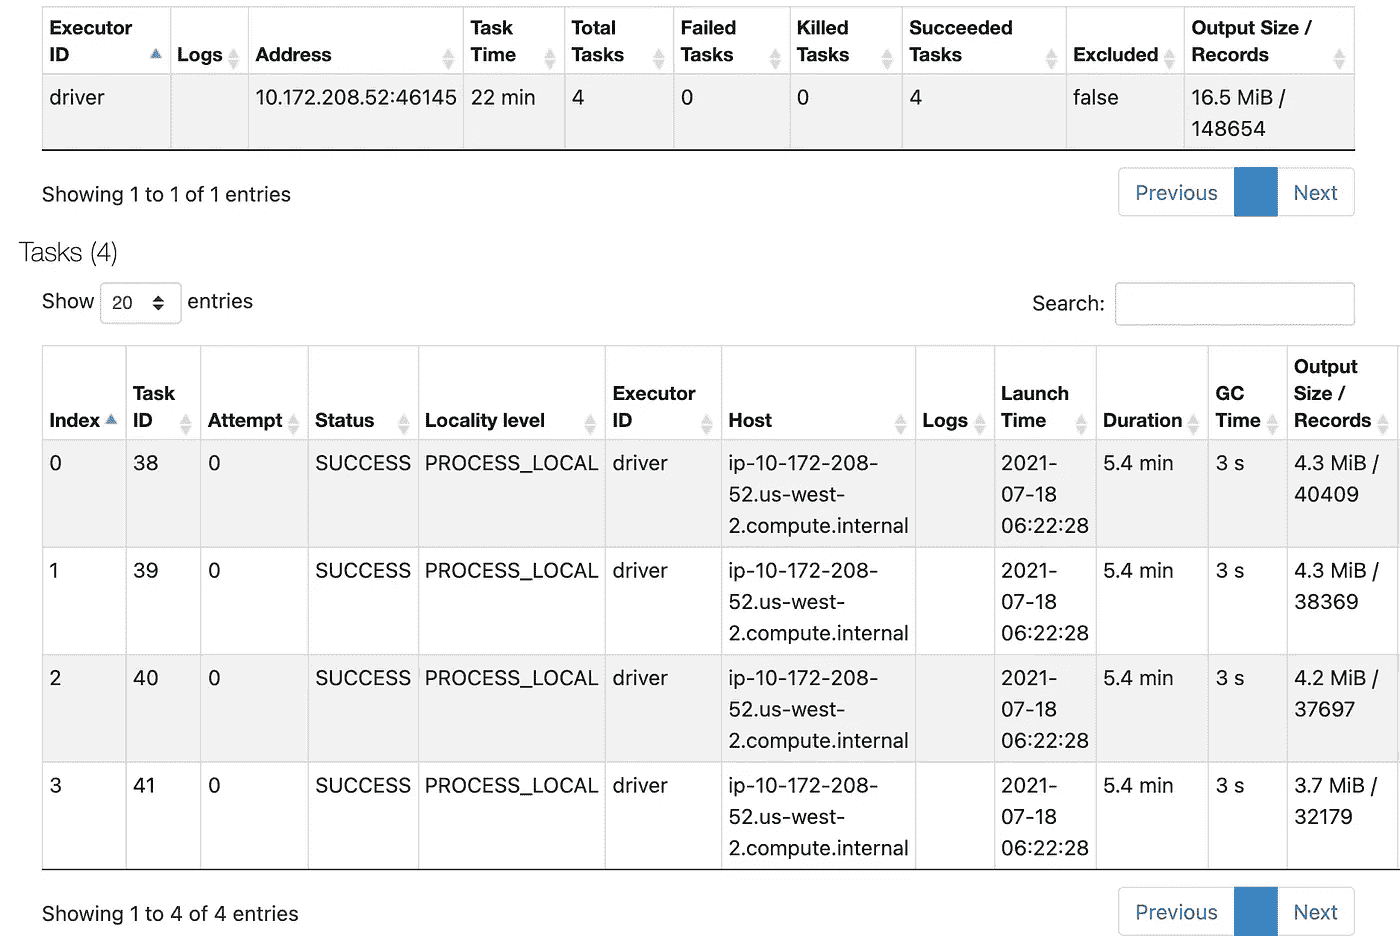 Executor ID Logs Address Task Time Total Tasks Failed Tasks Killed Tasks Succeeded Tasks Excluded Output Size / Records
driver 10.172.208.52:46145 22 min 4 0 0 4 false 16.5 MiB / 148654
Showing 1 to 1 of 1 entries
Previous Next
Tasks (4)
Show 20 entries
Search:
Index Task ID Attempt Status Locality level Executor ID Host Logs Launch Time Duration GC Time Output Size / Records
0 38 0 SUCCESS PROCESS_LOCAL driver ip-10-172-208-52.us-west-2.compute.internal 2021-07-18 06:22:28 5.4 min 3 s 4.3 MiB / 40409
1 39 0 SUCCESS PROCESS_LOCAL driver ip-10-172-208-52.us-west-2.compute.internal 2021-07-18 06:22:28 5.4 min 3 s 4.3 MiB / 38369
2 40 0 SUCCESS PROCESS_LOCAL driver ip-10-172-208-52.us-west-2.compute.internal 2021-07-18 06:22:28 5.4 min 3 s 4.2 MiB / 37697
3 41 0 SUCCESS PROCESS_LOCAL driver ip-10-172-208-52.us-west-2.compute.internal 2021-07-18 06:22:28 5.4 min 3 s 3.7 MiB / 32179
Showing 1 to 4 of 4 entries
Previous Next